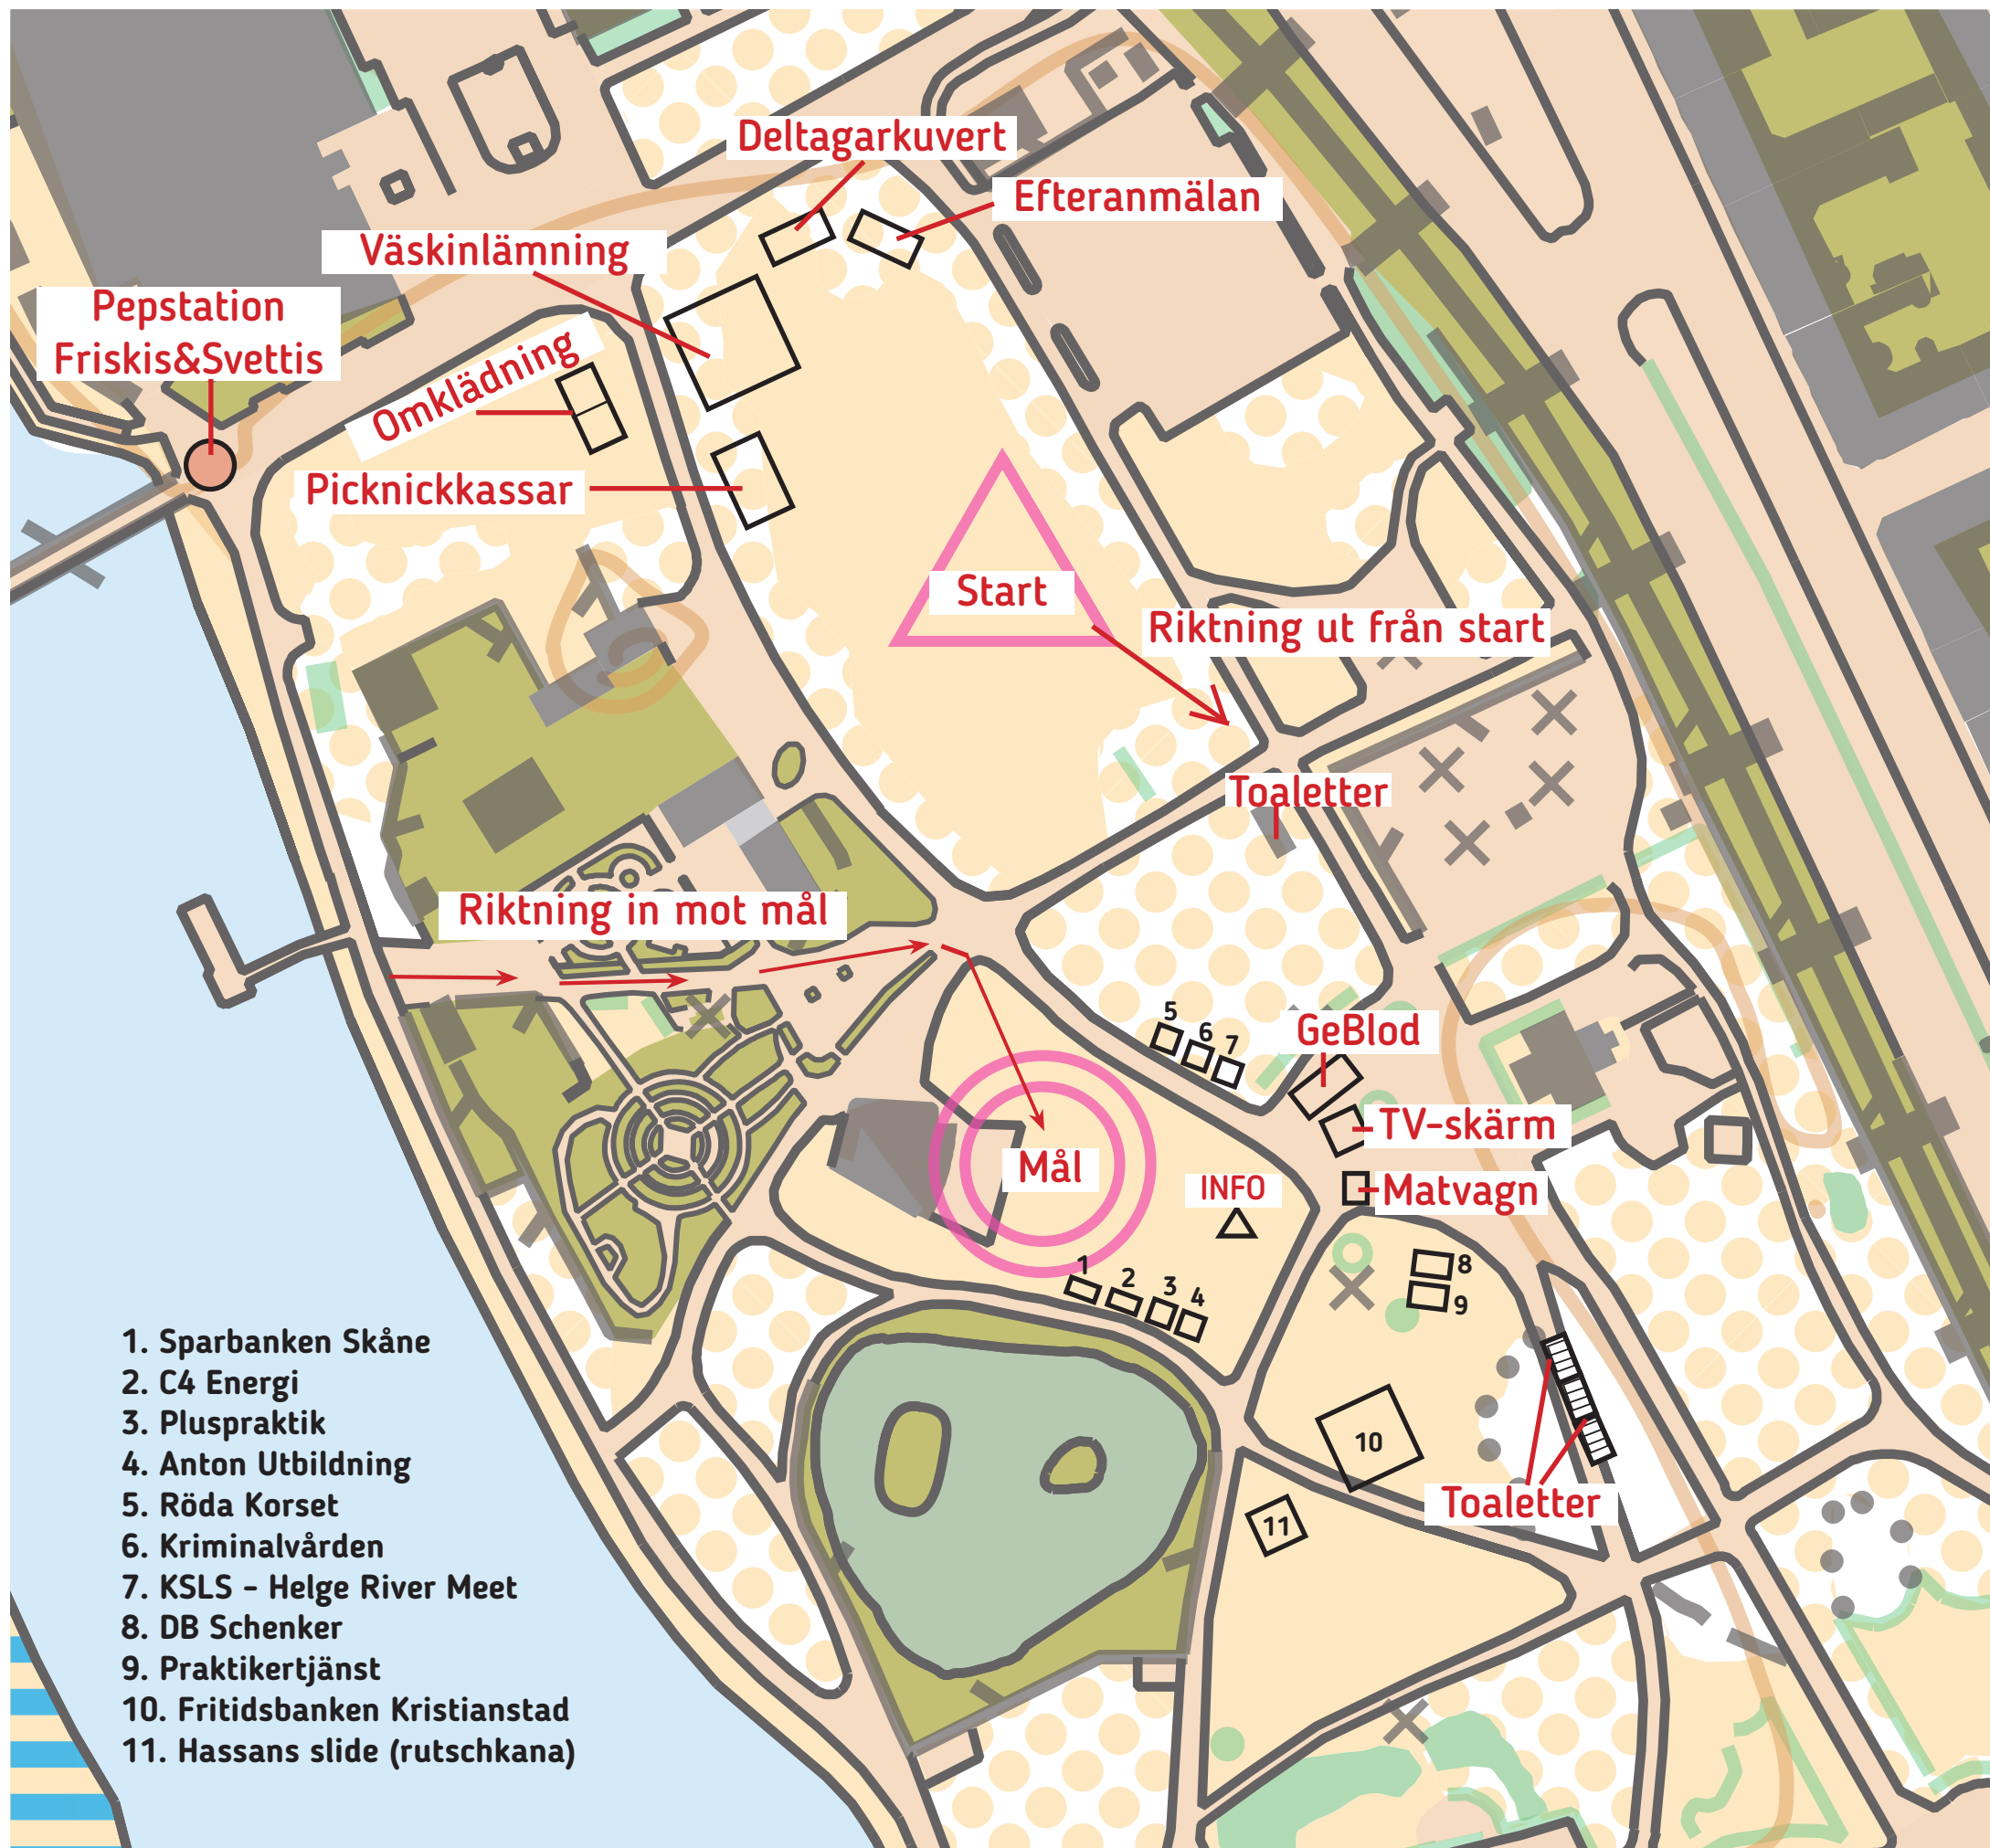 Deltagarkuvert
Efteranmälan
Väskinlämning
Pepstation
Friskis&Svettis
Omklädning
Picknickkassar
Start
Riktning ut från start
Toaletter
Riktning in mot mål
5
6
7
GeBlod
TV-skärm
Mål
INFO
Matvagn
1
2
3
4
8
9
10
11
Toaletter
1. Sparbanken Skåne
2. C4 Energi
3. Pluspraktik
4. Anton Utbildning
5. Röda Korset
6. Kriminalvården
7. KSLS - Helge River Meet
8. DB Schenker
9. Praktikertjänst
10. Fritidsbanken Kristianstad
11. Hassans slide (rutschkana)